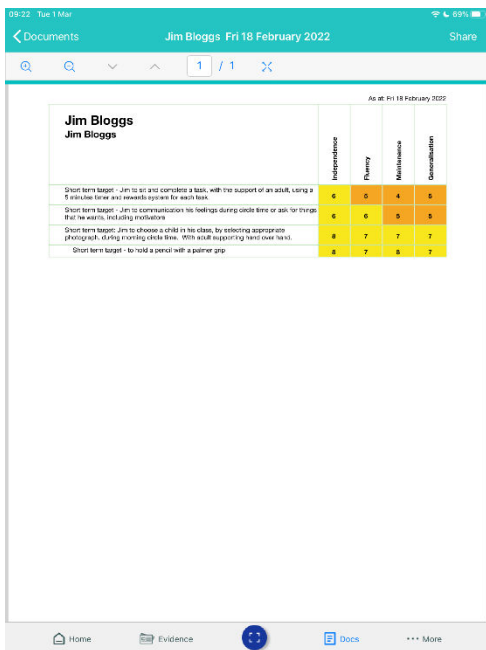 09:22 Tue 1 Mar 69%
Documents Jim Bloggs Fri 18 February 2022 Share
1 / 1
As at: Fri 18 February 2022
Jim Bloggs
Jim Bloggs
Independence Fluency Maintenance Generalisation
Short term target - Jim to sit and complete a task, with the support of an adult, using a
5 minutes timer and rewards system for each task. 6 5 4 5
Short term target - Jim to communication his feelings during circle time or ask for things
that he wants, including motivators 6 6 5 5
Short term target: Jim to choose a child in his class, by selecting appropriate
photograph, during morning circle time. With adult supporting hand over hand. 8 7 7 7
Short term target - to hold a pencil with a palmer grip 8 7 8 7
Home Evidence Docs More